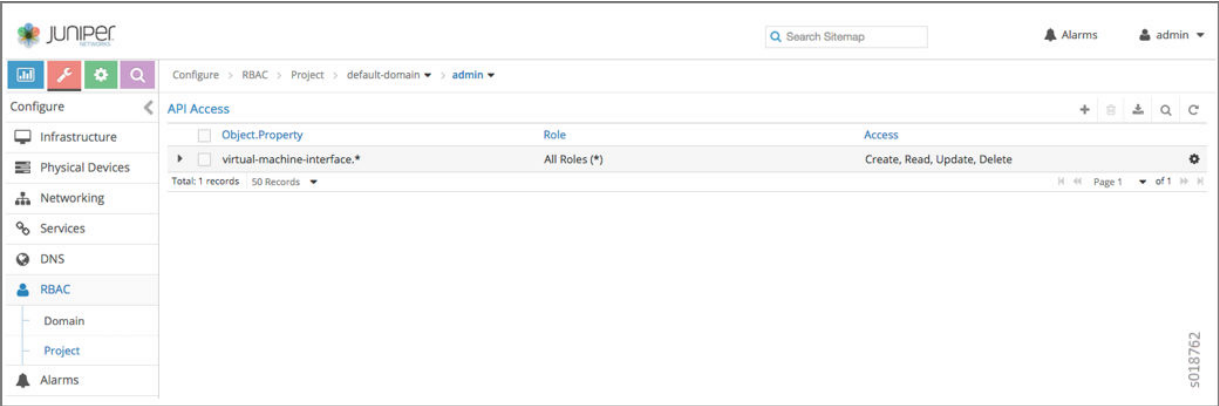 JUNIPER
NETWORKS
Search Sitemap
Alarms
admin
Configure > RBAC > Project > default-domain > admin
Configure
API Access
Object.Property Role Access
virtual-machine-interface.* All Roles (*) Create, Read, Update, Delete
Total: 1 records 50 Records Page 1 of 1
Infrastructure
Physical Devices
Networking
Services
DNS
RBAC
Domain
Project
Alarms
s018762